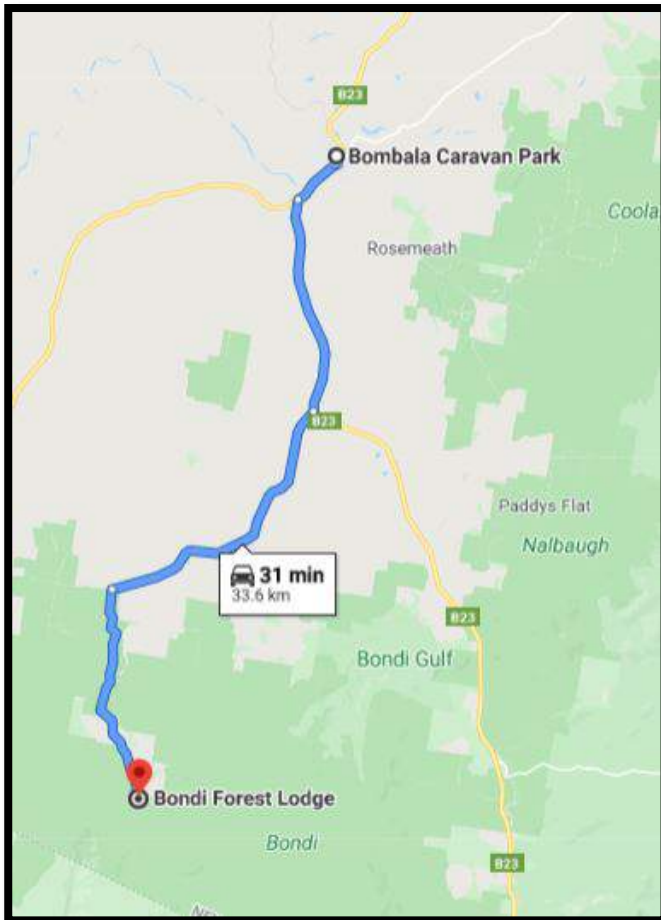 B23
Bombala Caravan Park
Coola
Rosemeath
B23
Paddys Flat
Nalbaugh
31 min
33.6 km
B23
Bondi Gulf
Bondi Forest Lodge
Bondi
B23